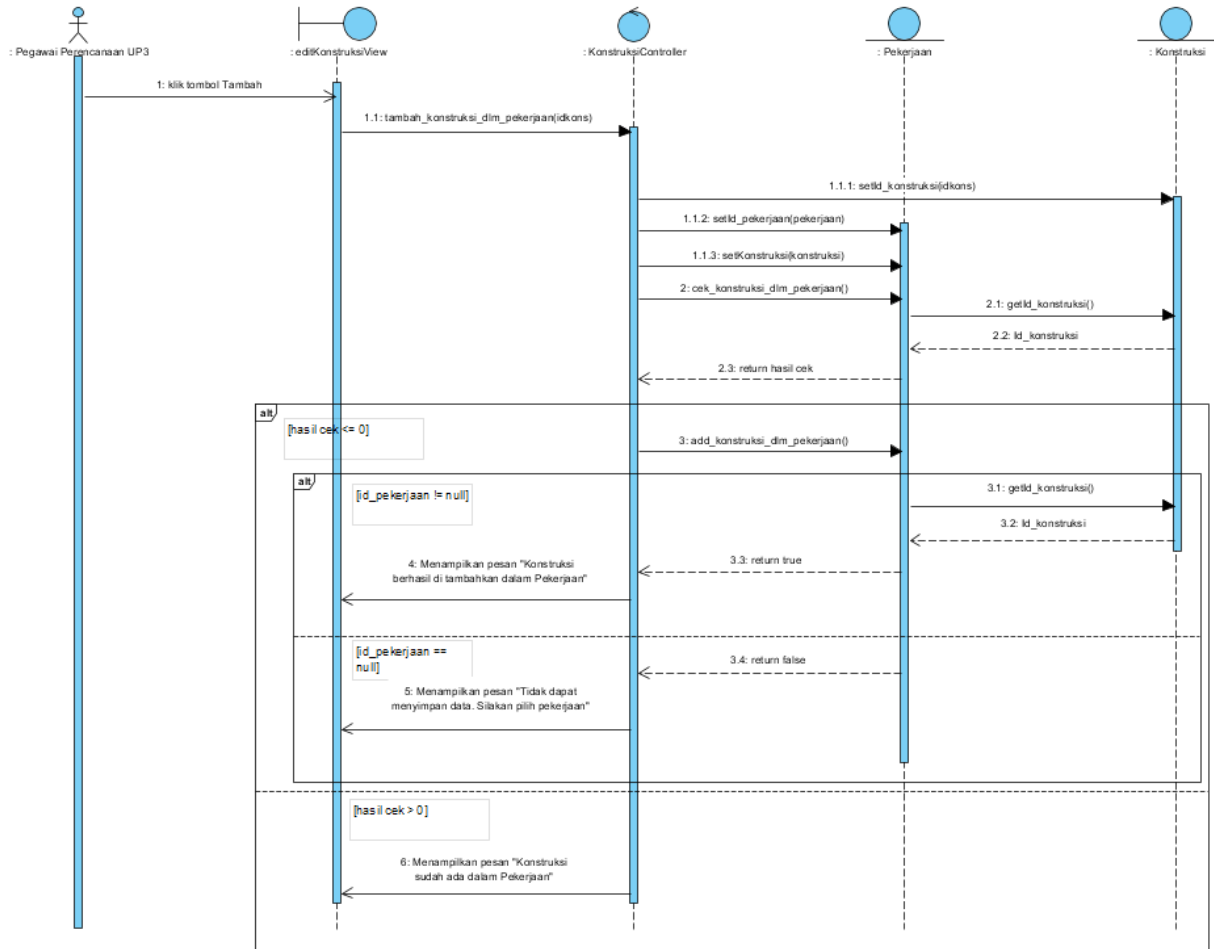 : Pegawai Perencanaan UP3
: editKonstruksiView
: KonstruksiController
: Pekerjaan
: Konstruksi
1: klik tombol Tambah
1.1: tambah_konstruksi_dlm_pekerjaan(idkons)
1.1.1: setId_konstruksi(idkons)
1.1.2: setId_pekerjaan(pekerjaan)
1.1.3: setKonstruksi(konstruksi)
2: cek_konstruksi_dlm_pekerjaan()
2.1: getId_konstruksi()
2.2: Id_konstruksi
2.3: return hasil cek
alt
[hasil cek <= 0]
3: add_konstruksi_dlm_pekerjaan()
alt
[id_pekerjaan != null]
3.1: getId_konstruksi()
3.2: Id_konstruksi
3.3: return true
4: Menampilkan pesan "Konstruksi
berhasil di tambahkan dalam Pekerjaan"
[id_pekerjaan ==
null]
3.4: return false
5: Menampilkan pesan "Tidak dapat
menyimpan data. Silakan pilih pekerjaan"
[hasil cek > 0]
6: Menampilkan pesan "Konstruksi
sudah ada dalam Pekerjaan"